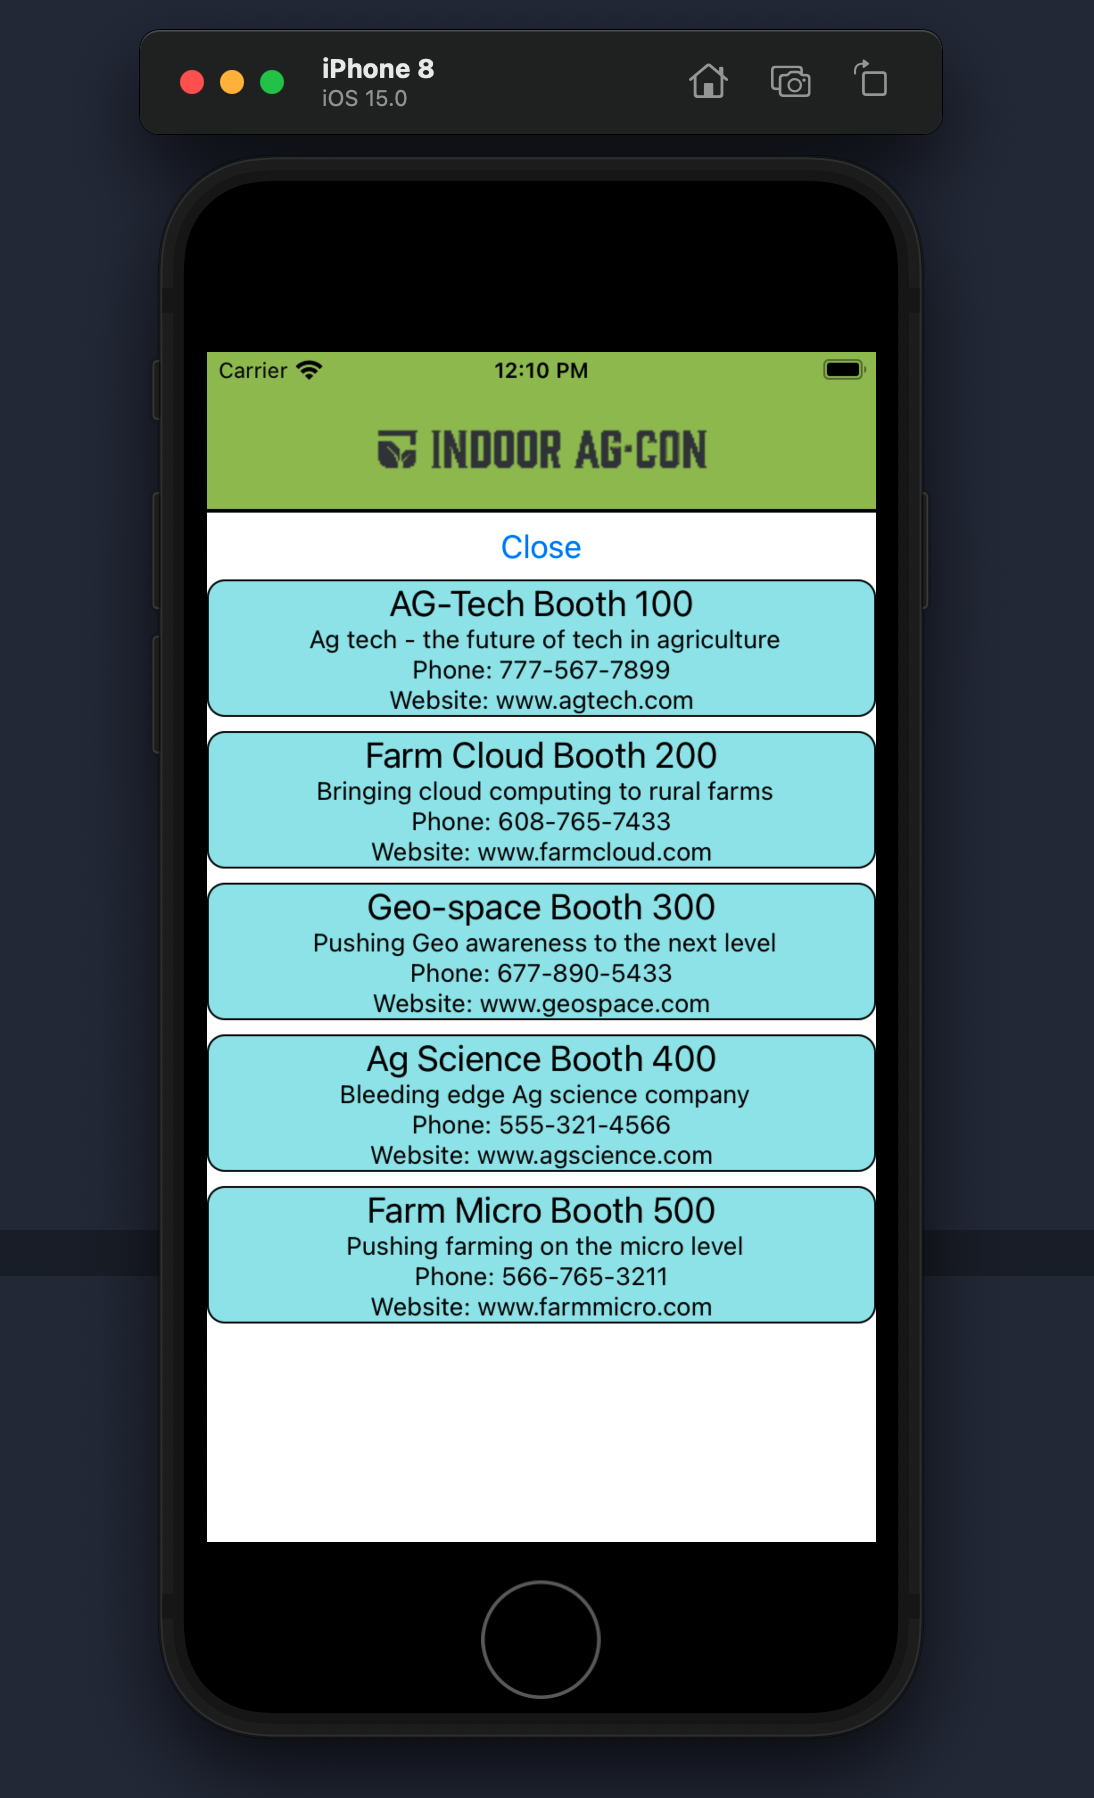 iPhone 8
iOS 15.0
Carrier 12:10 PM
INDOOR AG·CON
Close
AG-Tech Booth 100
Ag tech - the future of tech in agriculture
Phone: 777-567-7899
Website: www.agtech.com
Farm Cloud Booth 200
Bringing cloud computing to rural farms
Phone: 608-765-7433
Website: www.farmcloud.com
Geo-space Booth 300
Pushing Geo awareness to the next level
Phone: 677-890-5433
Website: www.geospace.com
Ag Science Booth 400
Bleeding edge Ag science company
Phone: 555-321-4566
Website: www.agscience.com
Farm Micro Booth 500
Pushing farming on the micro level
Phone: 566-765-3211
Website: www.farmmicro.com